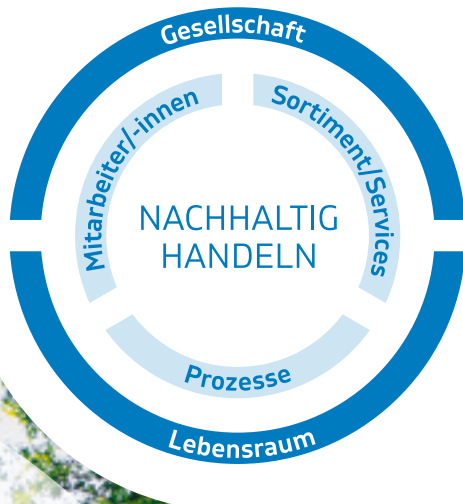 Gesellschaft
Mitarbeiter/-innen
Sortiment/Services
NACHHALTIG
HANDELN
Prozesse
Lebensraum